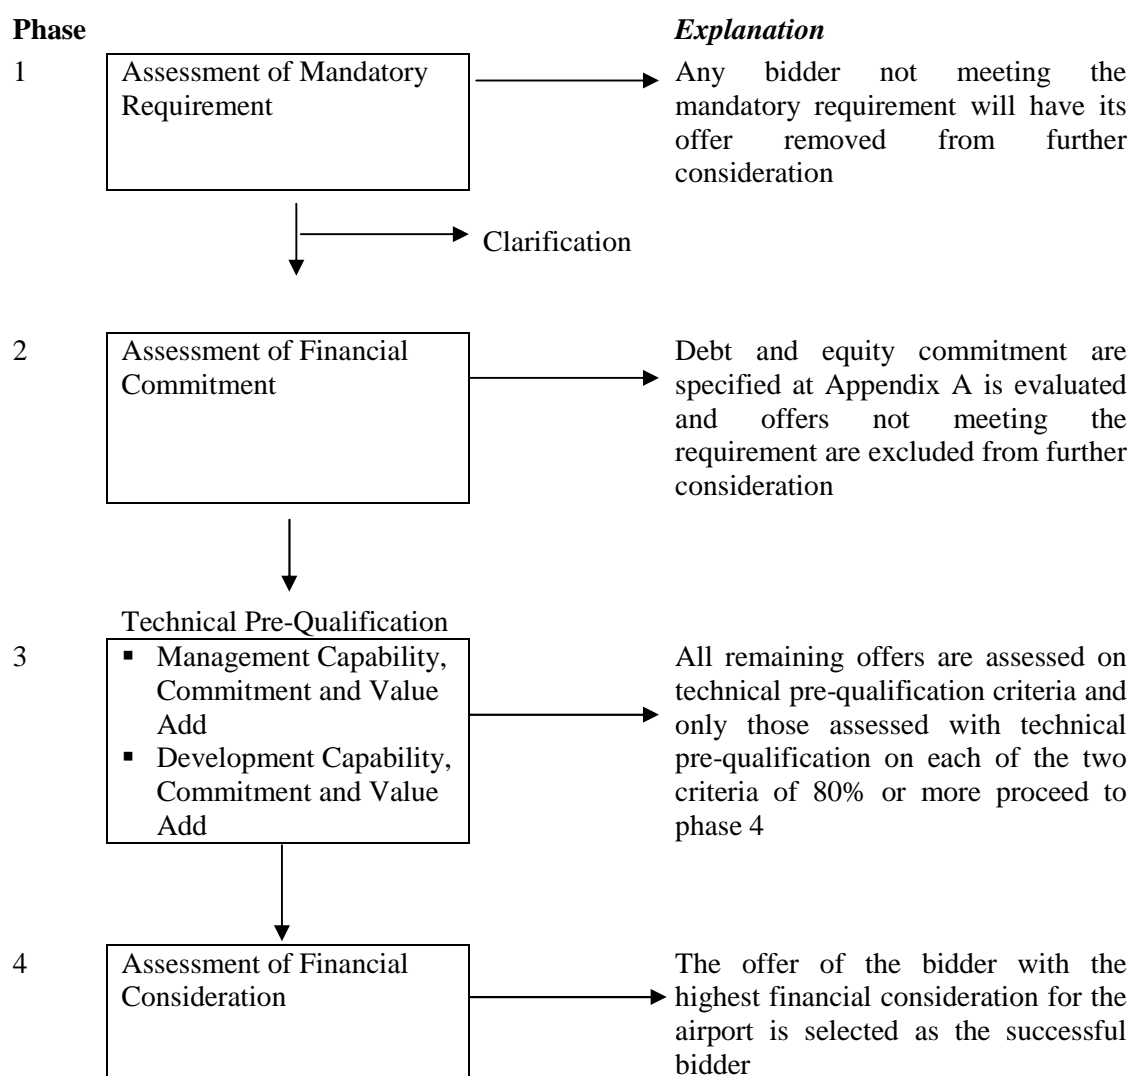 Phase
Explanation
1
Assessment of Mandatory
Requirement
Any bidder not meeting the
mandatory requirement will have its
offer removed from further
consideration
Clarification
2
Assessment of Financial
Commitment
Debt and equity commitment are
specified at Appendix A is evaluated
and offers not meeting the
requirement are excluded from further
consideration
Technical Pre-Qualification
3
▪ Management Capability,
Commitment and Value
Add
▪ Development Capability,
Commitment and Value
Add
All remaining offers are assessed on
technical pre-qualification criteria and
only those assessed with technical
pre-qualification on each of the two
criteria of 80% or more proceed to
phase 4
4
Assessment of Financial
Consideration
The offer of the bidder with the
highest financial consideration for the
airport is selected as the successful
bidder